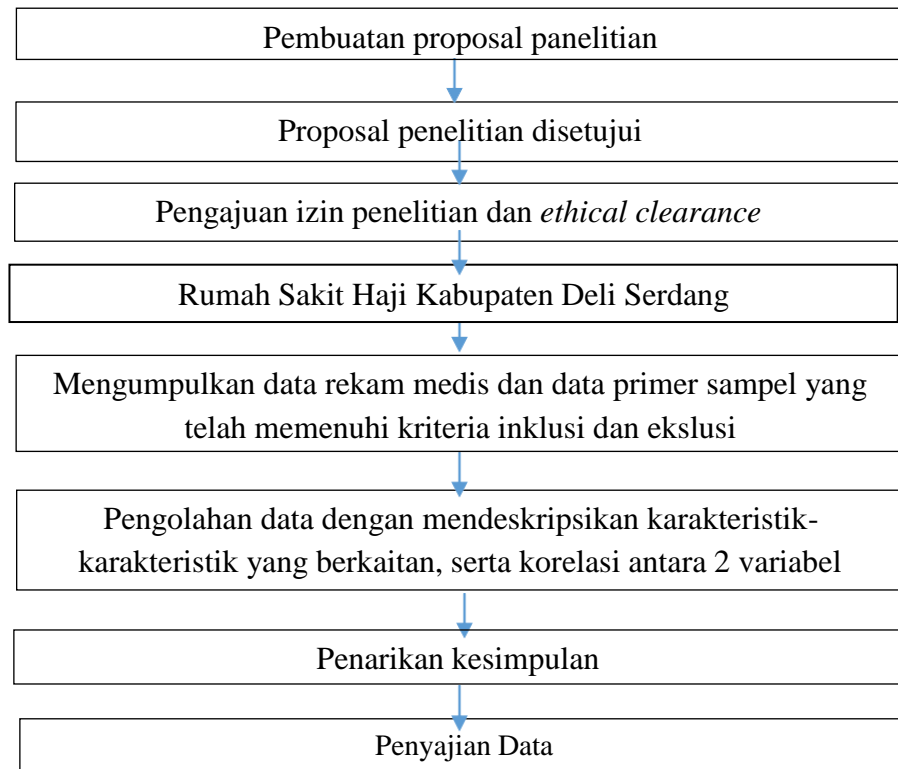 Pembuatan proposal panelitian
Proposal penelitian disetujui
Pengajuan izin penelitian dan ethical clearance
Rumah Sakit Haji Kabupaten Deli Serdang
Mengumpulkan data rekam medis dan data primer sampel yang
telah memenuhi kriteria inklusi dan ekslusi
Pengolahan data dengan mendeskripsikan karakteristik-
karakteristik yang berkaitan, serta korelasi antara 2 variabel
Penarikan kesimpulan
Penyajian Data